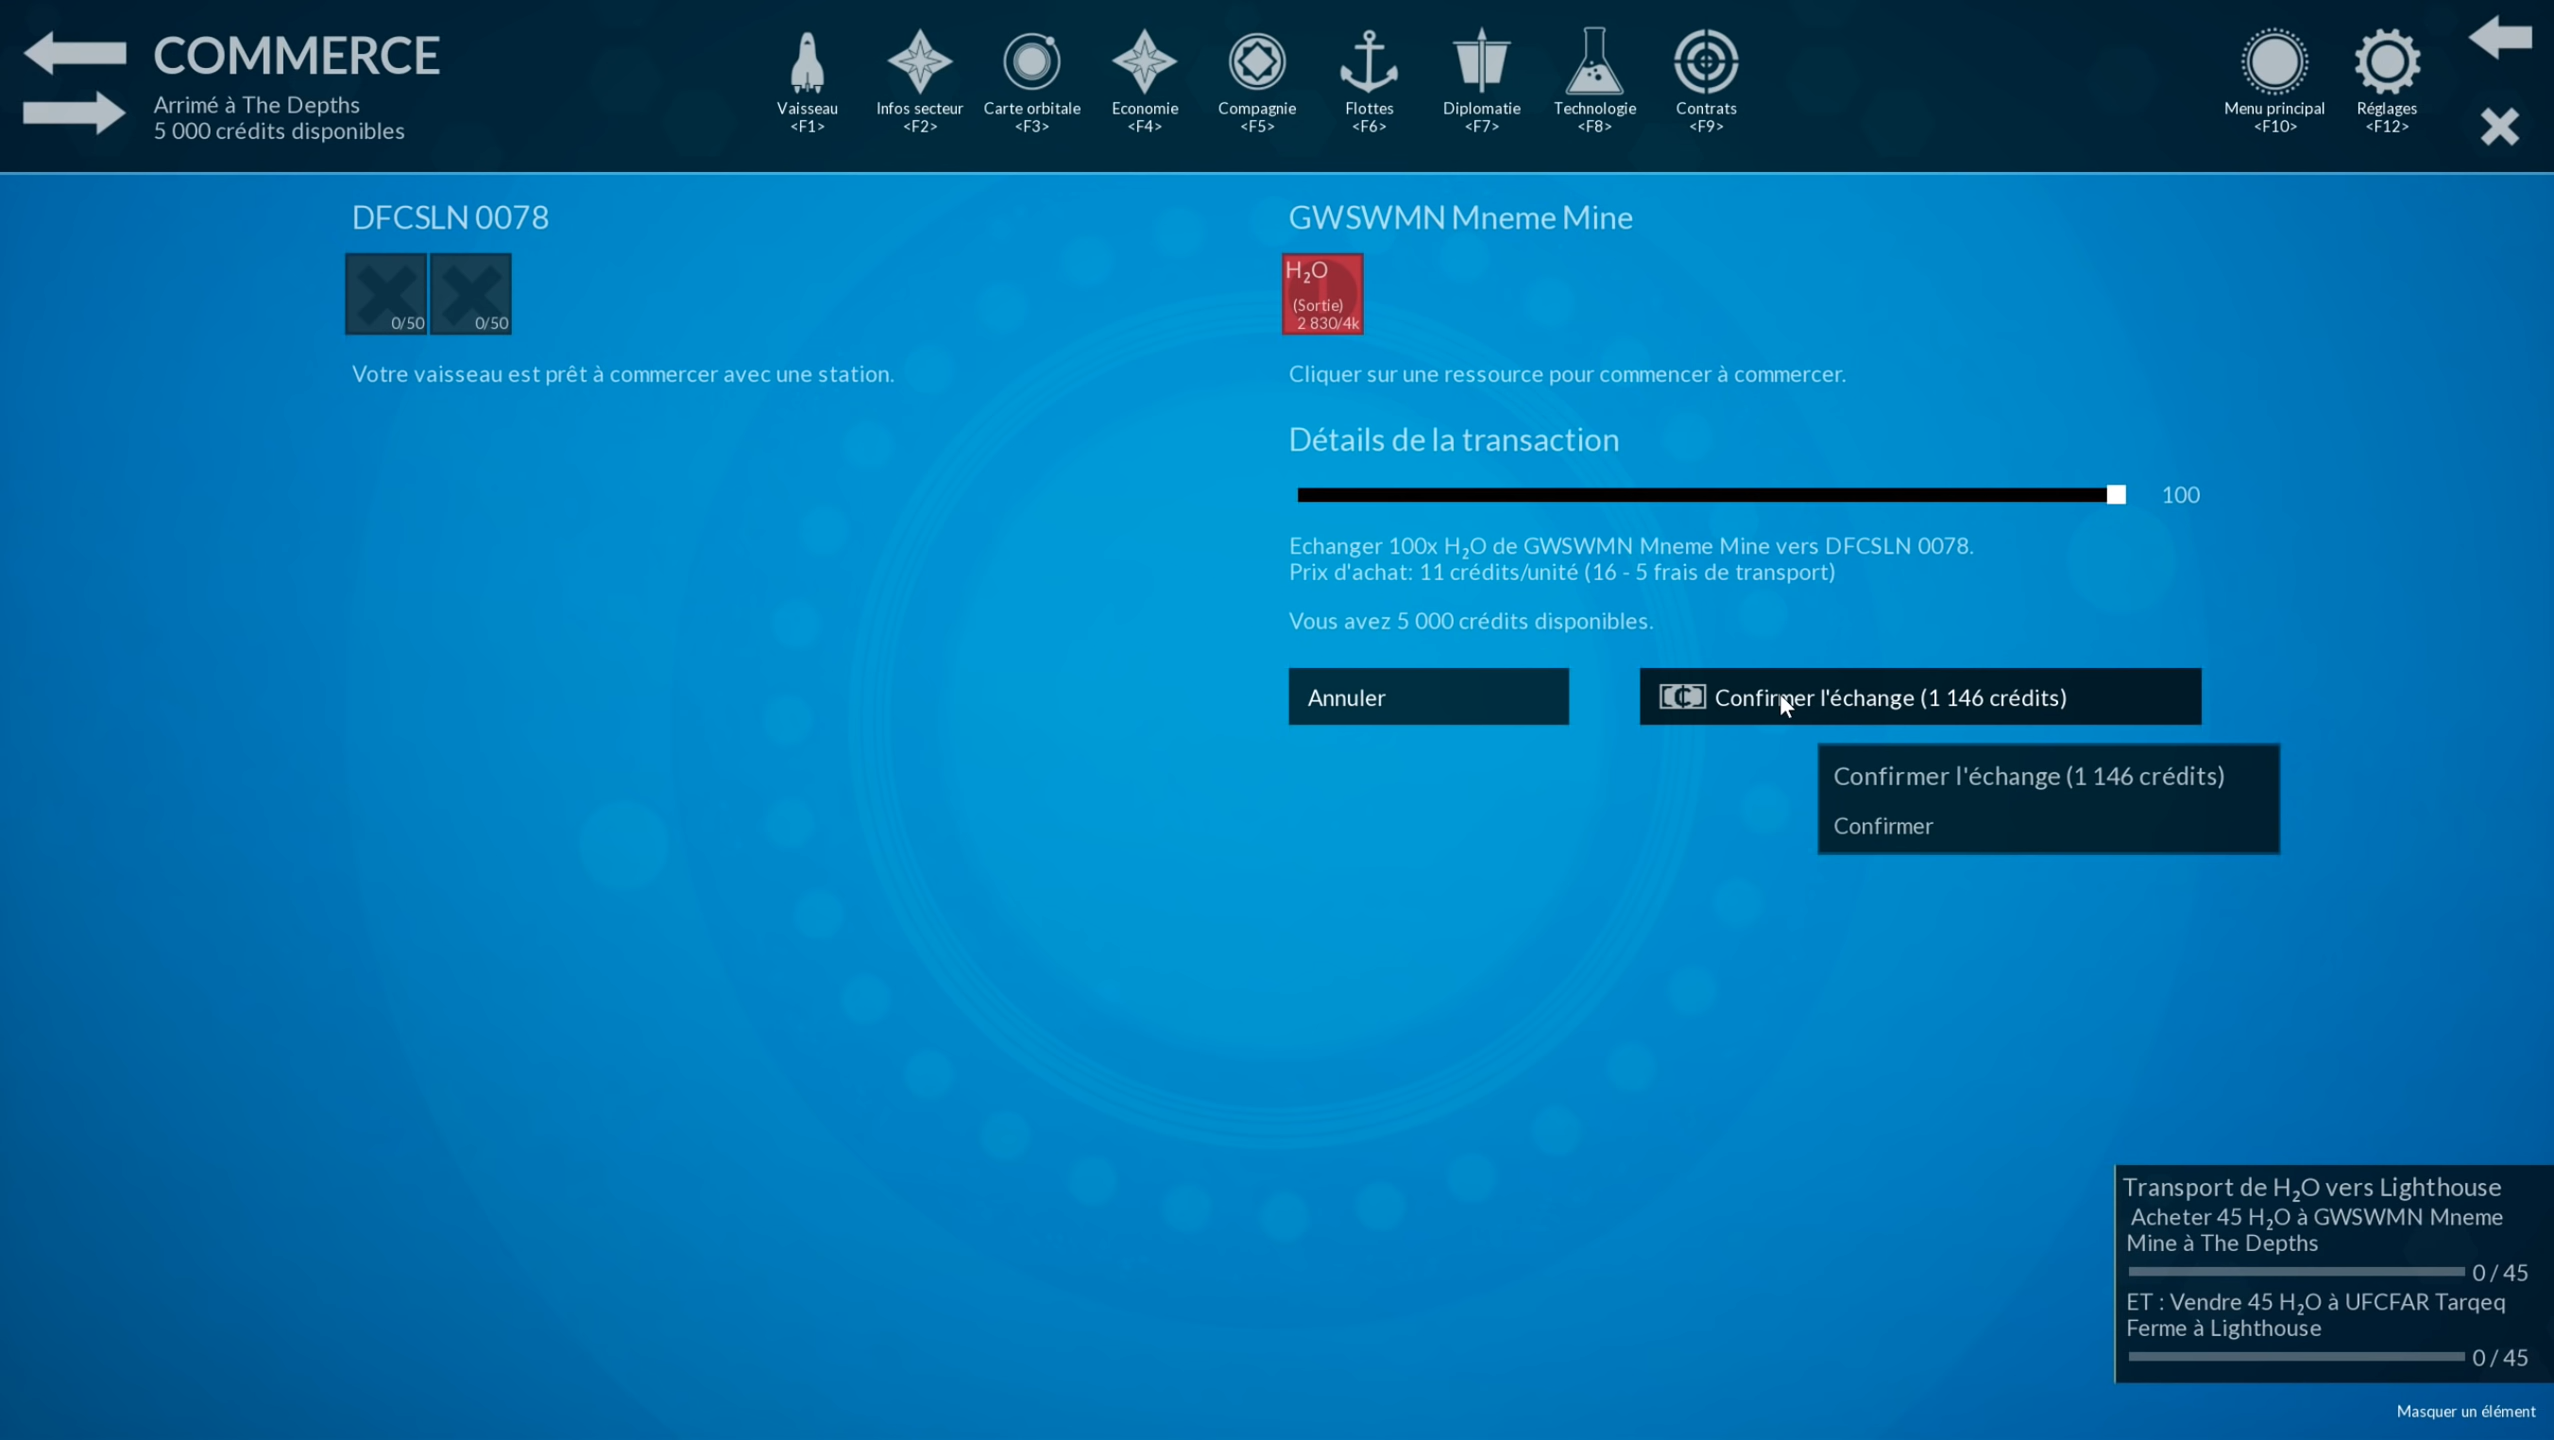 COMMERCE
Arrimé à The Depths
5 000 crédits disponibles
Vaisseau
<F1>
Infos secteur
<F2>
Carte orbitale
<F3>
Economie
<F4>
Compagnie
<F5>
Flottes
<F6>
Diplomatie
<F7>
Technologie
<F8>
Contrats
<F9>
Menu principal
<F10>
Réglages
<F12>
DFCSLN 0078
0/50
0/50
Votre vaisseau est prêt à commercer avec une station.
GWSWMN Mneme Mine
H₂O
(Sortie)
2 830/4k
Cliquer sur une ressource pour commencer à commercer.
Détails de la transaction
100
Echanger 100x H₂O de GWSWMN Mneme Mine vers DFCSLN 0078.
Prix d'achat: 11 crédits/unité (16 - 5 frais de transport)
Vous avez 5 000 crédits disponibles.
Annuler
Confirmer l'échange (1 146 crédits)
Confirmer l'échange (1 146 crédits)
Confirmer
Transport de H₂O vers Lighthouse
Acheter 45 H₂O à GWSWMN Mneme
Mine à The Depths
0 / 45
ET : Vendre 45 H₂O à UFCFAR Tarqeq
Ferme à Lighthouse
0 / 45
Masquer un élément